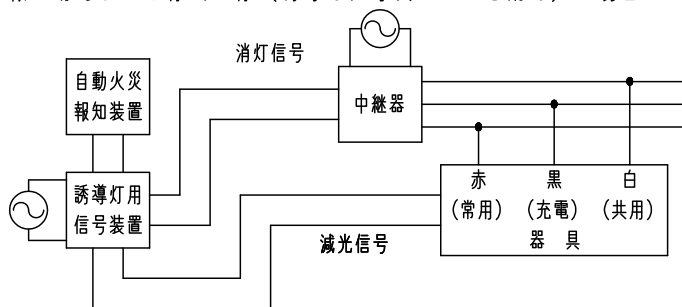 消灯信号
自動火災
報知装置
中継器
誘導灯用
信号装置
赤 黒 白
(常用) (充電) (共用)
器 具
減光信号